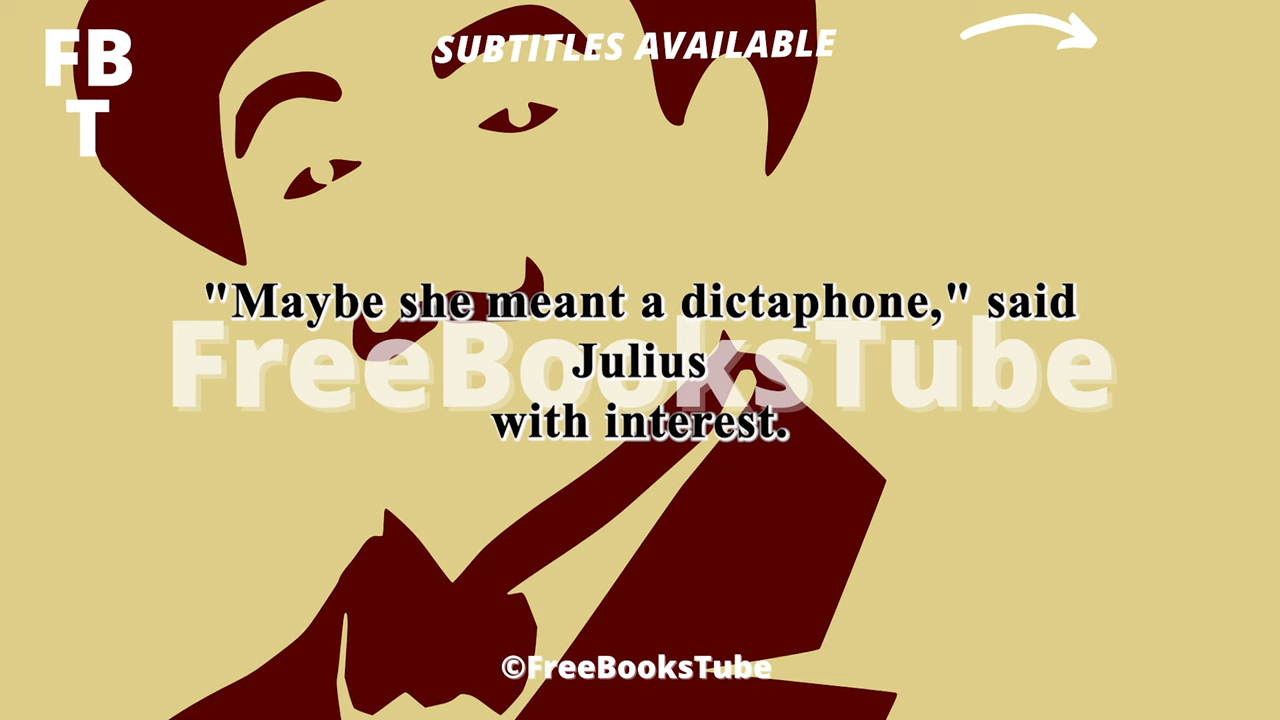 FB
T
SUBTITLES AVAILABLE
"Maybe she meant a dictaphone," said
Julius
with interest.
FreeBooksTube
©FreeBooksTube